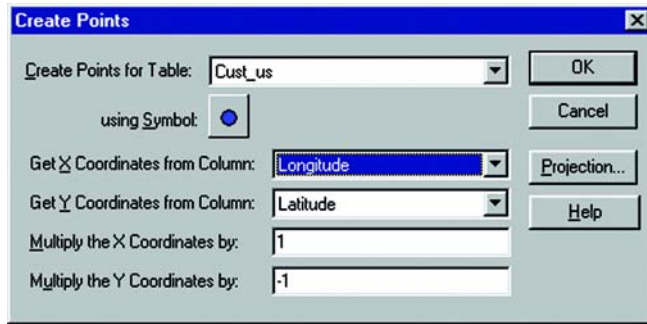 Create Points
Create Points for Table: Cust_us
OK
using Symbol:
Cancel
Get X Coordinates from Column: Longitude
Projection...
Get Y Coordinates from Column: Latitude
Help
Multiply the X Coordinates by: 1
Multiply the Y Coordinates by: -1